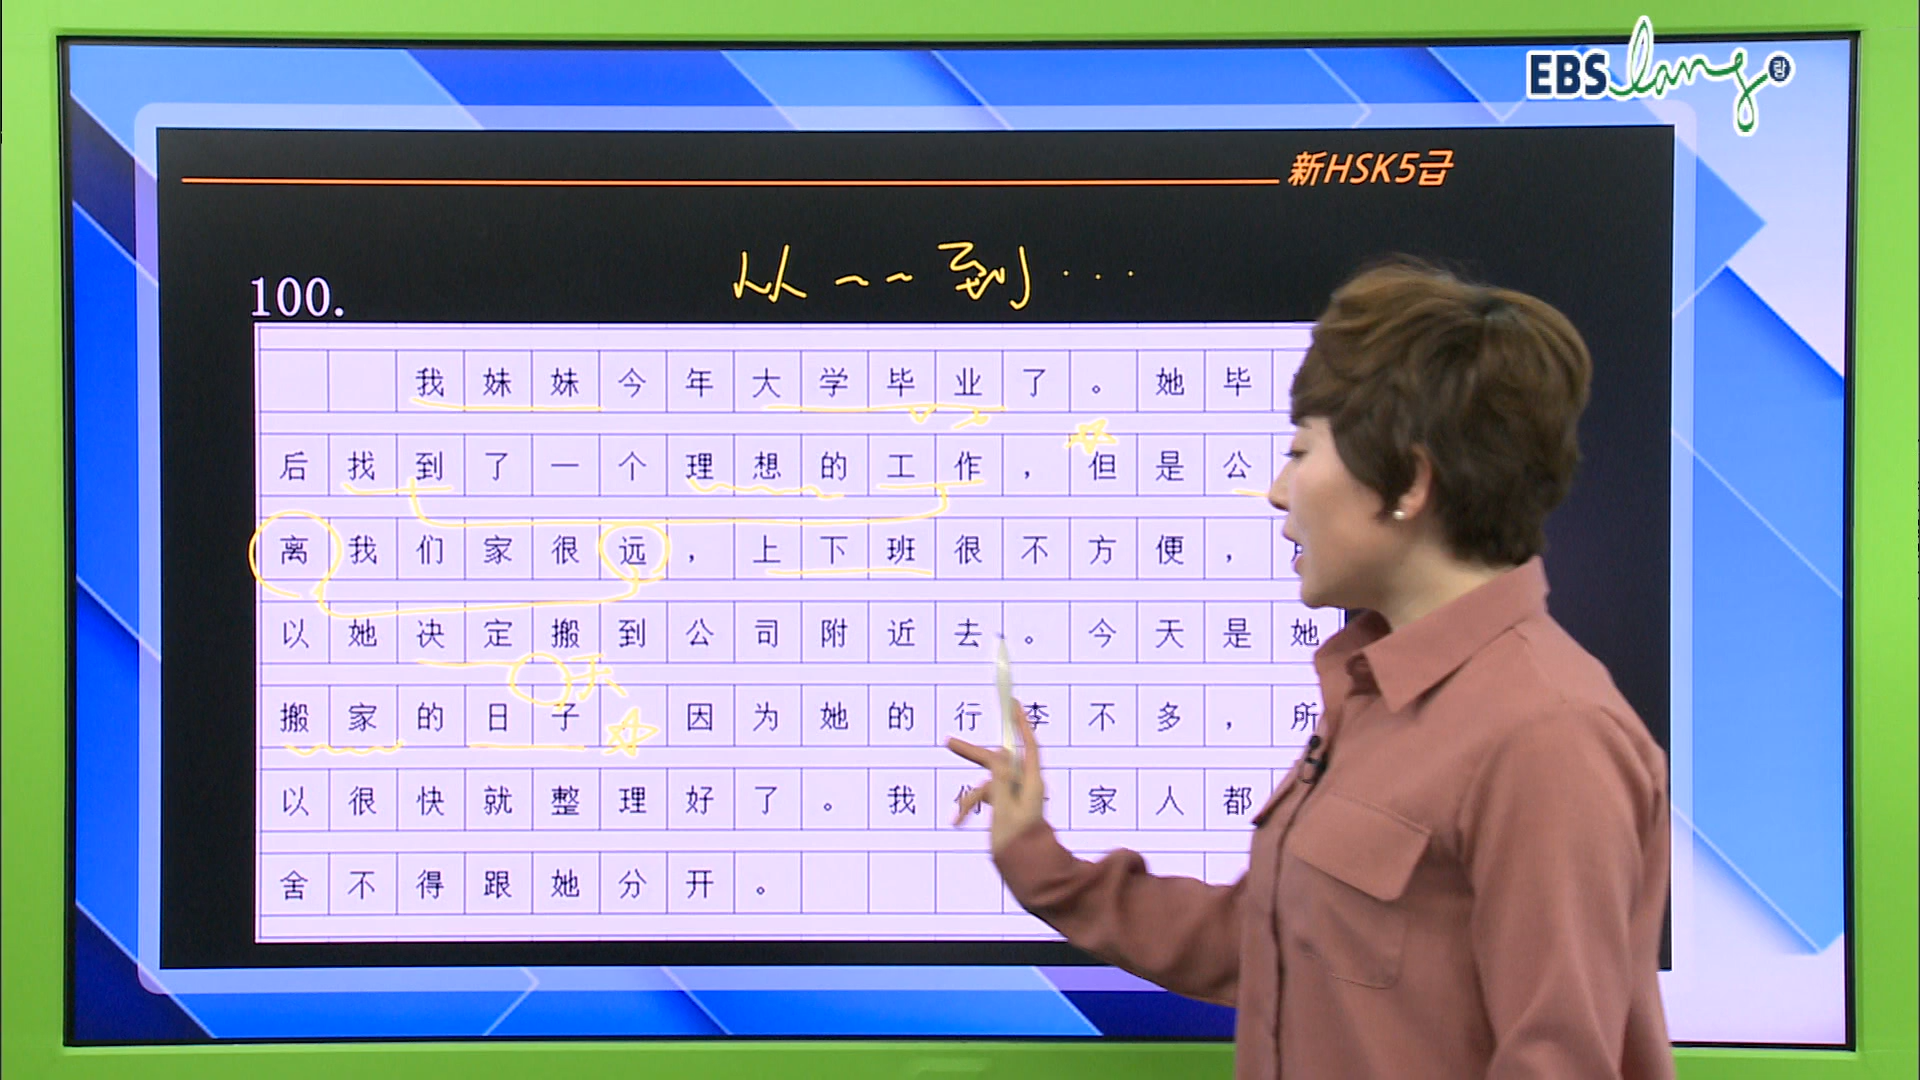 EBS lang 랑
新HSK5급
从~~到···
100.
我妹妹今年大学毕业了。她毕
后找到了一个理想的工作，但是公
离我们家很远，上下班很不方便，
以她决定搬到公司附近去。今天是她
天
搬家的日子 因为她的行李不多，所
以很快就整理好了。我们一家人都
舍不得跟她分开。